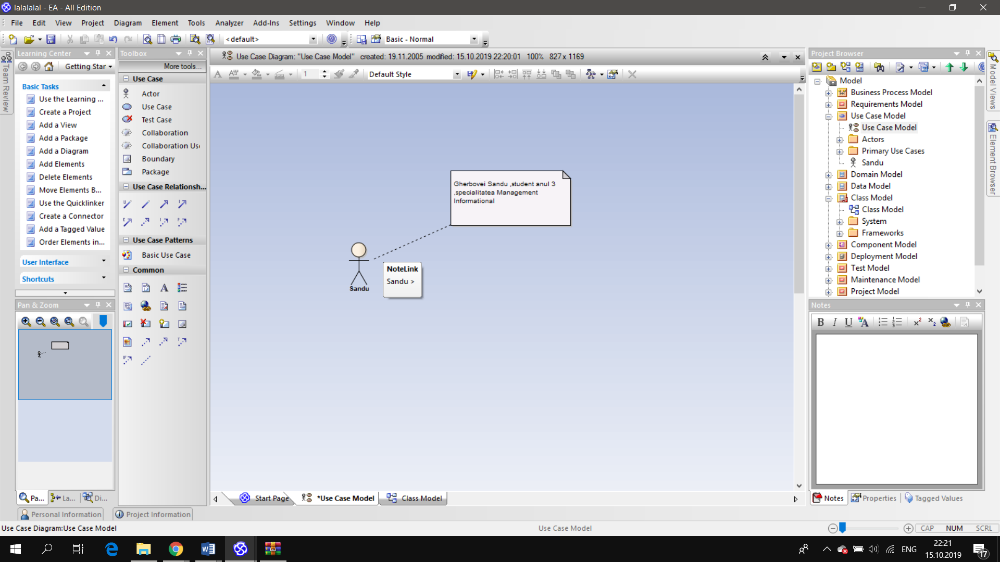 lalalalal - EA - All Edition
File Edit View Project Diagram Element Tools Analyzer Add-Ins Settings Window Help
<default>
Basic - Normal
Team Review
Learning Center
Getting Star
Basic Tasks
Use the Learning ...
Create a Project
Add a View
Add a Package
Add a Diagram
Add Elements
Delete Elements
Move Elements B...
Use the Quicklinker
Create a Connector
Add a Tagged Value
Order Elements in...
User Interface
Shortcuts
Pan & Zoom
Pa...
La...
Di...
Toolbox
More tools...
Use Case
Actor
Use Case
Test Case
Collaboration
Collaboration Us
Boundary
Package
Use Case Relationsh...
Use Case Patterns
Basic Use Case
Common
Use Case Diagram: "Use Case Model" created: 19.11.2005 modified: 15.10.2019 22:20:01 100% 827 x 1169
1
Default Style
Gherbovei Sandu ,student anul 3
,specialitatea Management
Informational
Sandu
NoteLink
Sandu >
Start Page
*Use Case Model
Class Model
Project Browser
Model
Business Process Model
Requirements Model
Use Case Model
Use Case Model
Actors
Primary Use Cases
Sandu
Domain Model
Data Model
Class Model
Class Model
System
Frameworks
Component Model
Deployment Model
Test Model
Maintenance Model
Project Model
Model Views
Element Browser
Notes
B I U A
Notes
Properties
Tagged Values
Personal Information
Project Information
Use Case Diagram:Use Case Model
Use Case Model
CAP NUM SCRL
ENG
22:21
15.10.2019
17